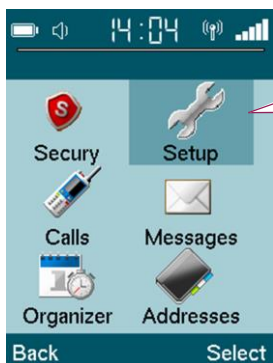 14:04
Secury Setup
Calls Messages
Organizer Addresses
Back Select